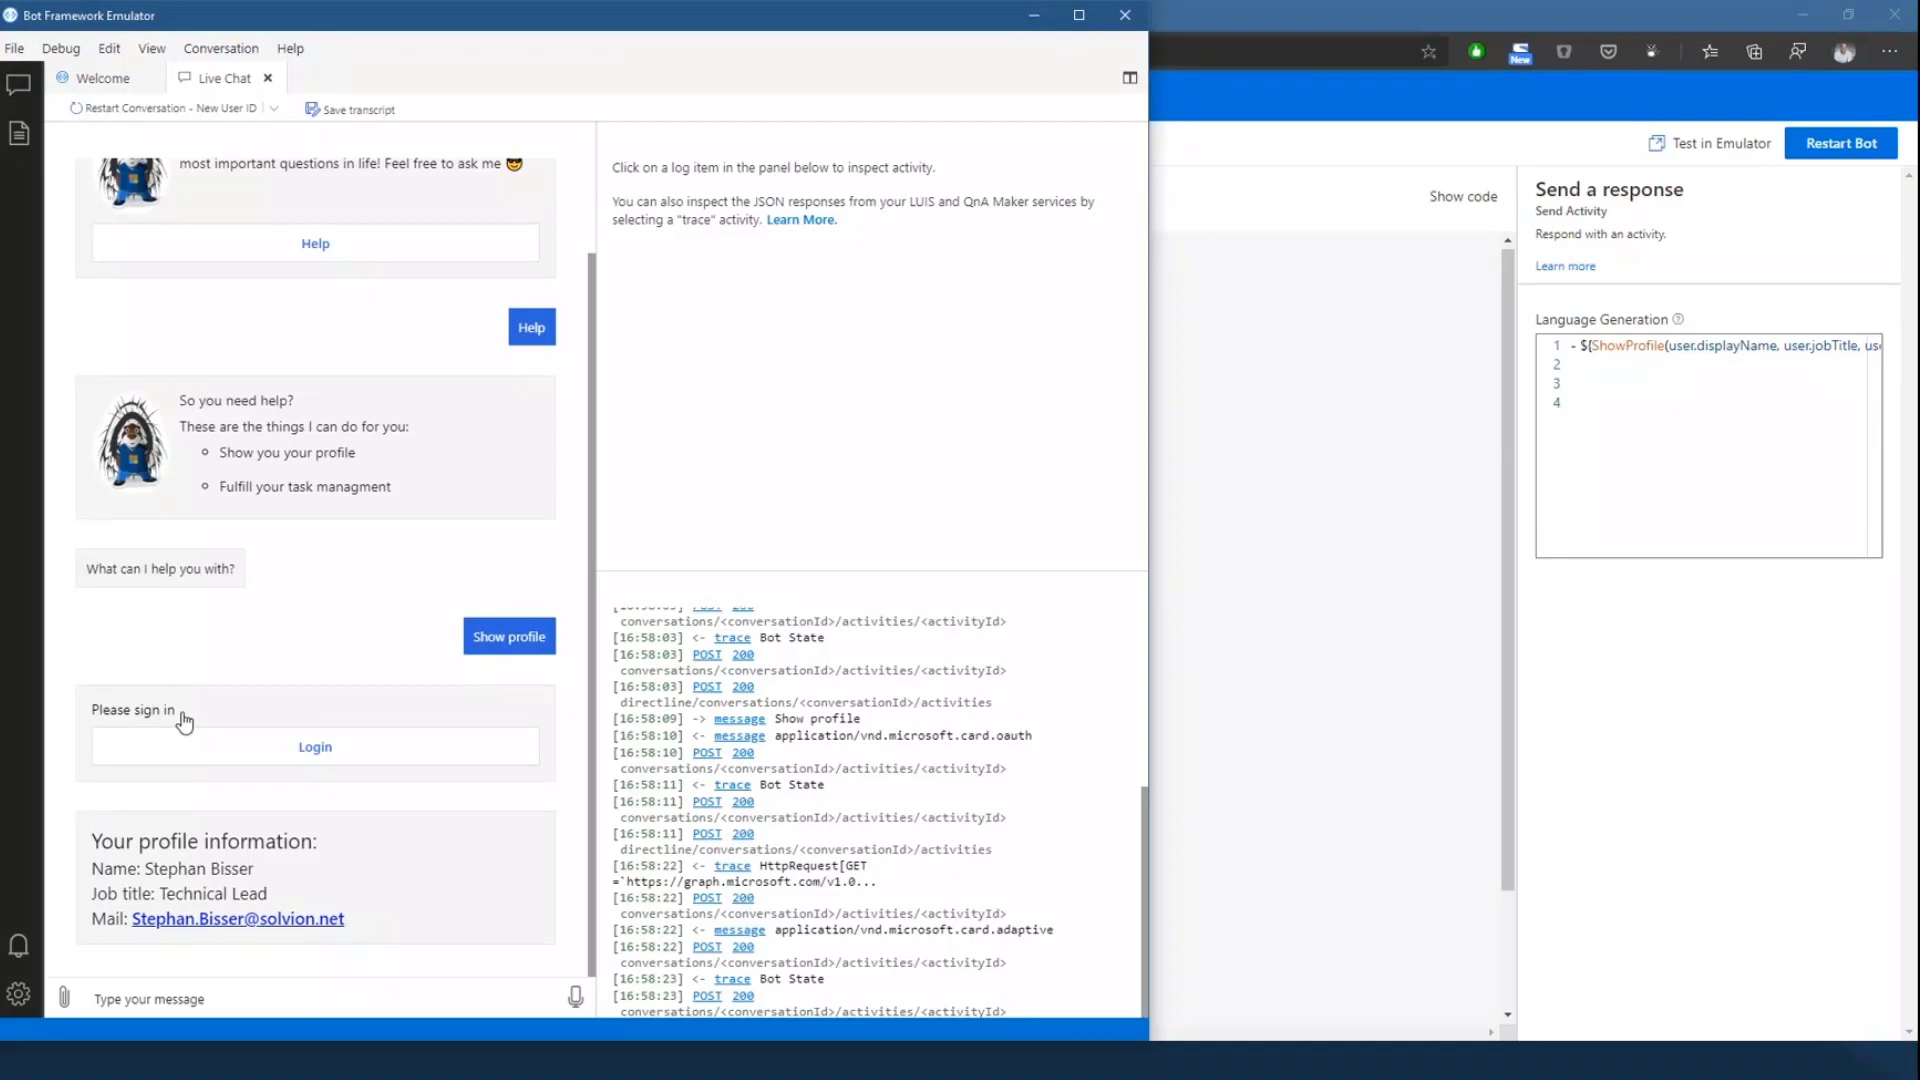 Bot Framework Emulator
File Debug Edit View Conversation Help
Welcome
Live Chat
Restart Conversation - New User ID
Save transcript
most important questions in life! Feel free to ask me 😎
Help
Help
So you need help?
These are the things I can do for you:
Show you your profile
Fulfill your task managment
What can I help you with?
Show profile
Please sign in
Login
Your profile information:
Name: Stephan Bisser
Job title: Technical Lead
Mail: Stephan.Bisser@solvion.net
Type your message
Click on a log item in the panel below to inspect activity.
You can also inspect the JSON responses from your LUIS and QnA Maker services by
selecting a "trace" activity. Learn More.
conversations/<conversationId>/activities/<activityId>
[16:58:03] <- trace Bot State
[16:58:03] POST 200
conversations/<conversationId>/activities/<activityId>
[16:58:03] POST 200
directline/conversations/<conversationId>/activities
[16:58:09] -> message Show profile
[16:58:10] <- message application/vnd.microsoft.card.oauth
[16:58:10] POST 200
conversations/<conversationId>/activities/<activityId>
[16:58:11] <- trace Bot State
[16:58:11] POST 200
conversations/<conversationId>/activities/<activityId>
[16:58:11] POST 200
directline/conversations/<conversationId>/activities
[16:58:22] <- trace HttpRequest[GET
=`https://graph.microsoft.com/v1.0...
[16:58:22] POST 200
conversations/<conversationId>/activities/<activityId>
[16:58:22] <- message application/vnd.microsoft.card.adaptive
[16:58:22] POST 200
conversations/<conversationId>/activities/<activityId>
[16:58:23] <- trace Bot State
[16:58:23] POST 200
conversations/<conversationId>/activities/<activityId>
New
Test in Emulator
Restart Bot
Show code
Send a response
Send Activity
Respond with an activity.
Learn more
Language Generation
1 - ${ShowProfile(user.displayName, user.jobTitle, us
2
3
4